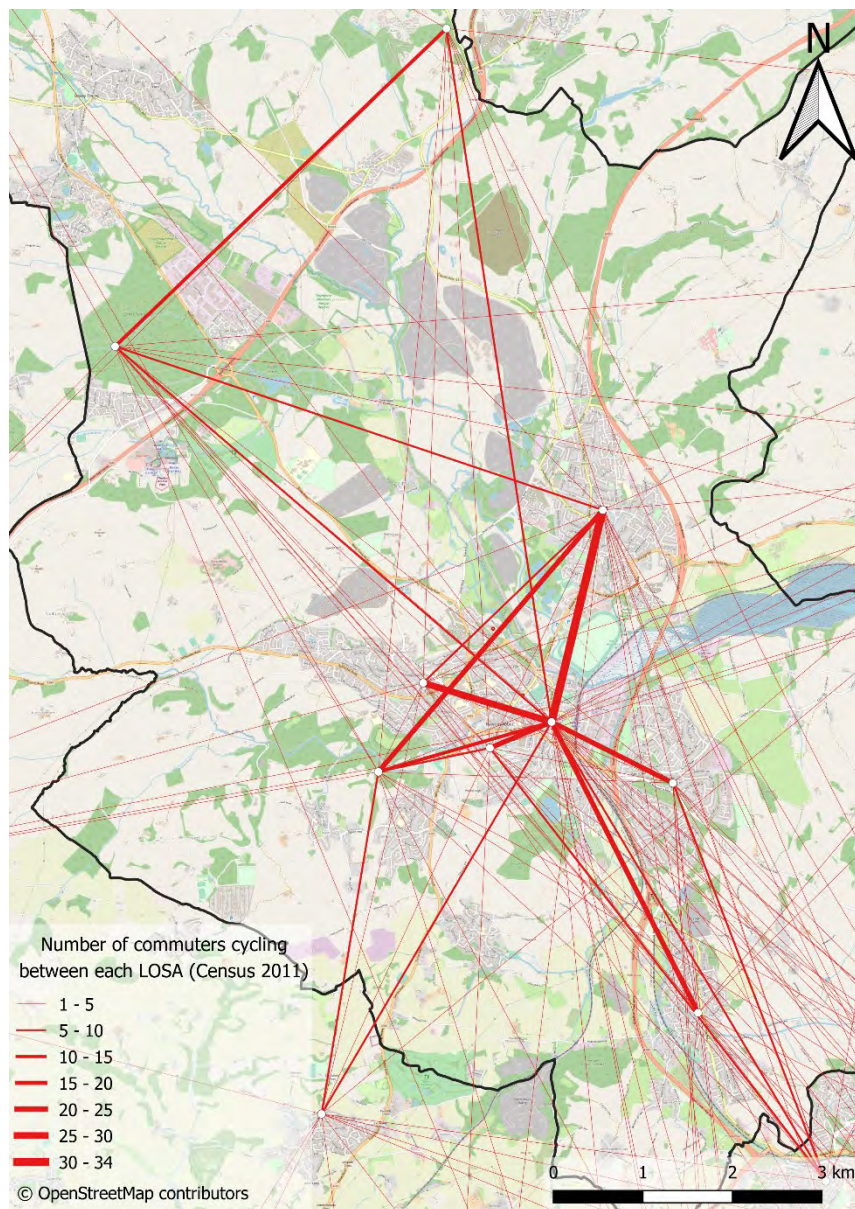 N
Number of commuters cycling
between each LOSA (Census 2011)
1 - 5
5 - 10
10 - 15
15 - 20
20 - 25
25 - 30
30 - 34
© OpenStreetMap contributors
0 1 2 3 km